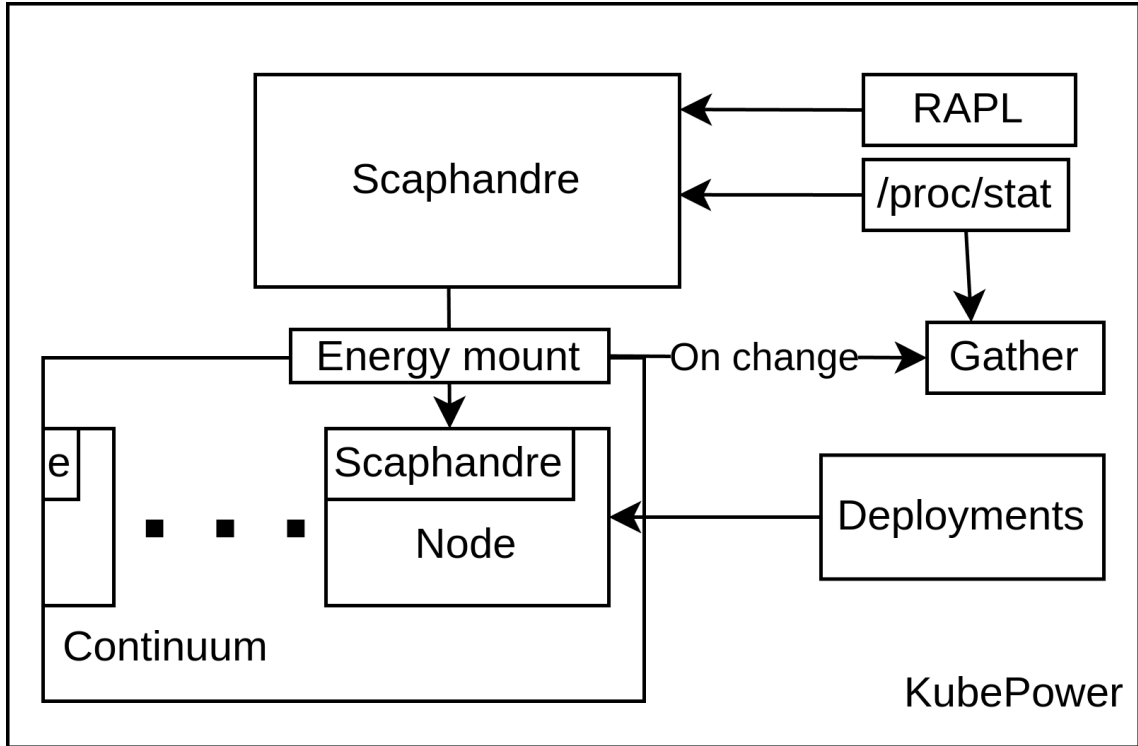 RAPL
Scaphandre
/proc/stat
Energy mount
On change
Gather
e
Scaphandre
Deployments
Node
Continuum
KubePower